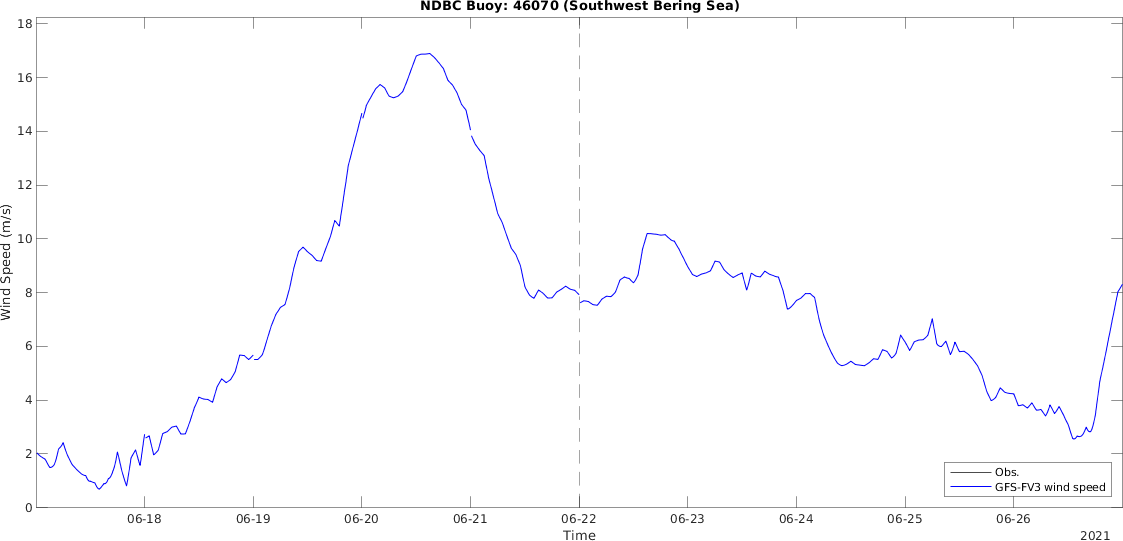 NDBC Buoy: 46070 (Southwest Bering Sea)
18
16
14
12
10
8
6
4
2
0
Wind Speed (m/s)
06-18 06-19 06-20 06-21 06-22 06-23 06-24 06-25 06-26
Time
2021
Obs.
GFS-FV3 wind speed